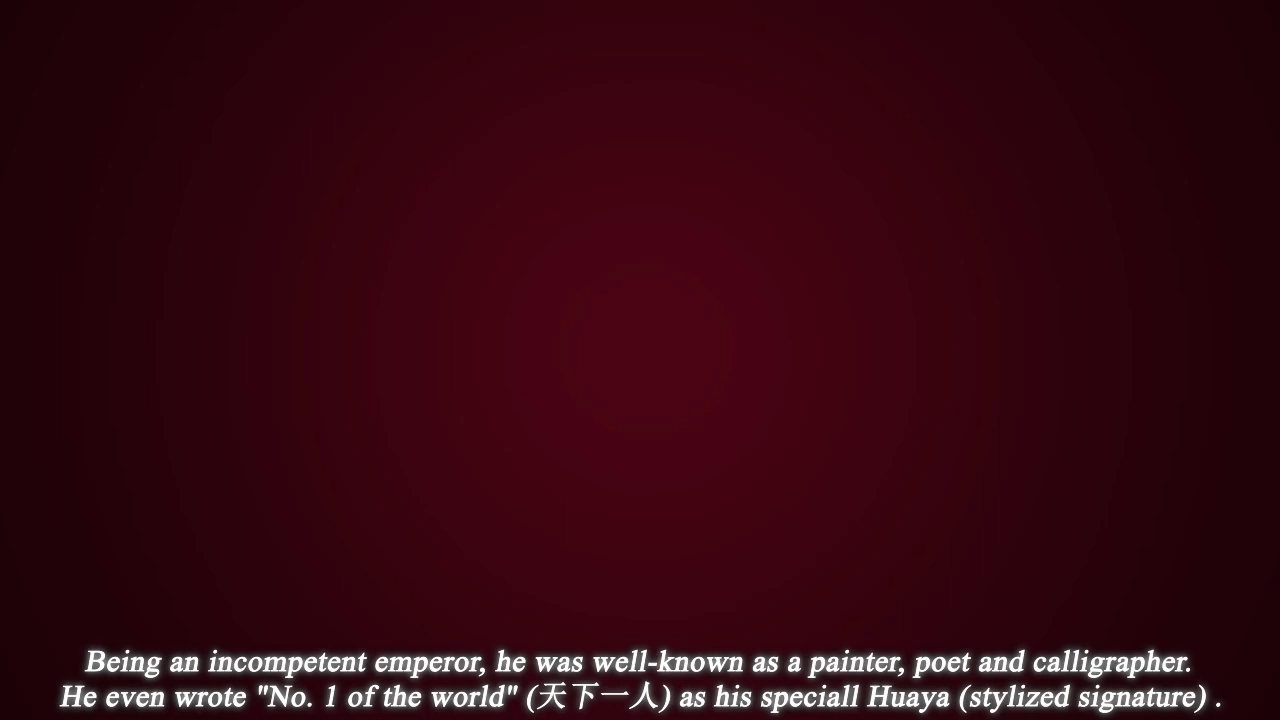 Being an incompetent emperor, he was well-known as a painter, poet and calligrapher.
He even wrote "No. 1 of the world" (天下一人) as his speciall Huaya (stylized signature) .